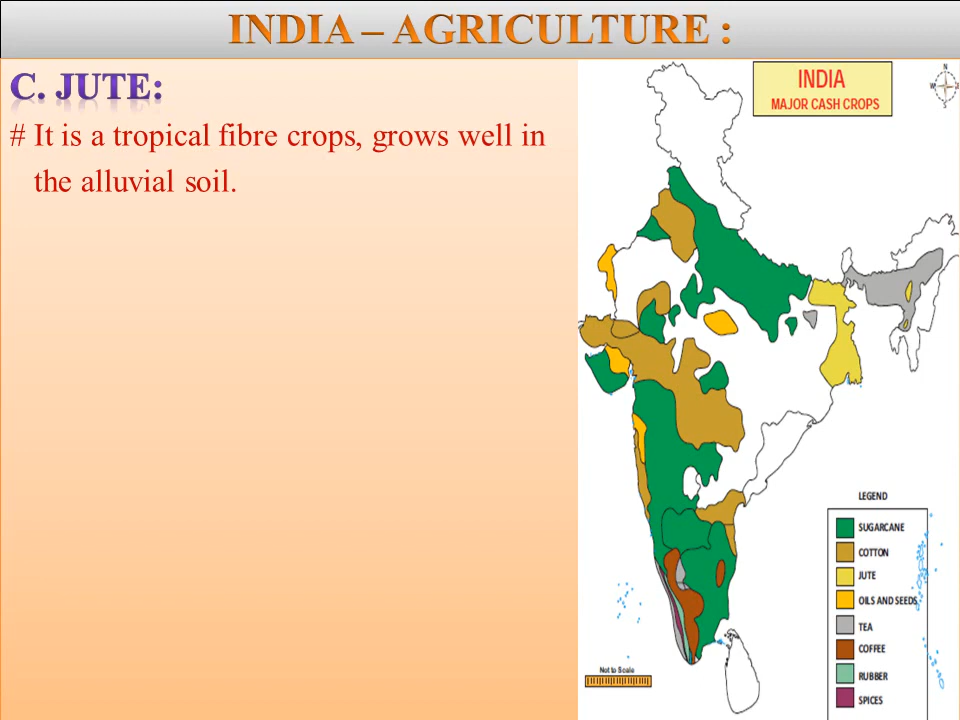 INDIA – AGRICULTURE :
C. JUTE:
# It is a tropical fibre crops, grows well in
the alluvial soil.
INDIA
MAJOR CASH CROPS
N
W
S
LEGEND
SUGARCANE
COTTON
JUTE
OILS AND SEEDS
TEA
COFFEE
RUBBER
SPICES
Not to Scale